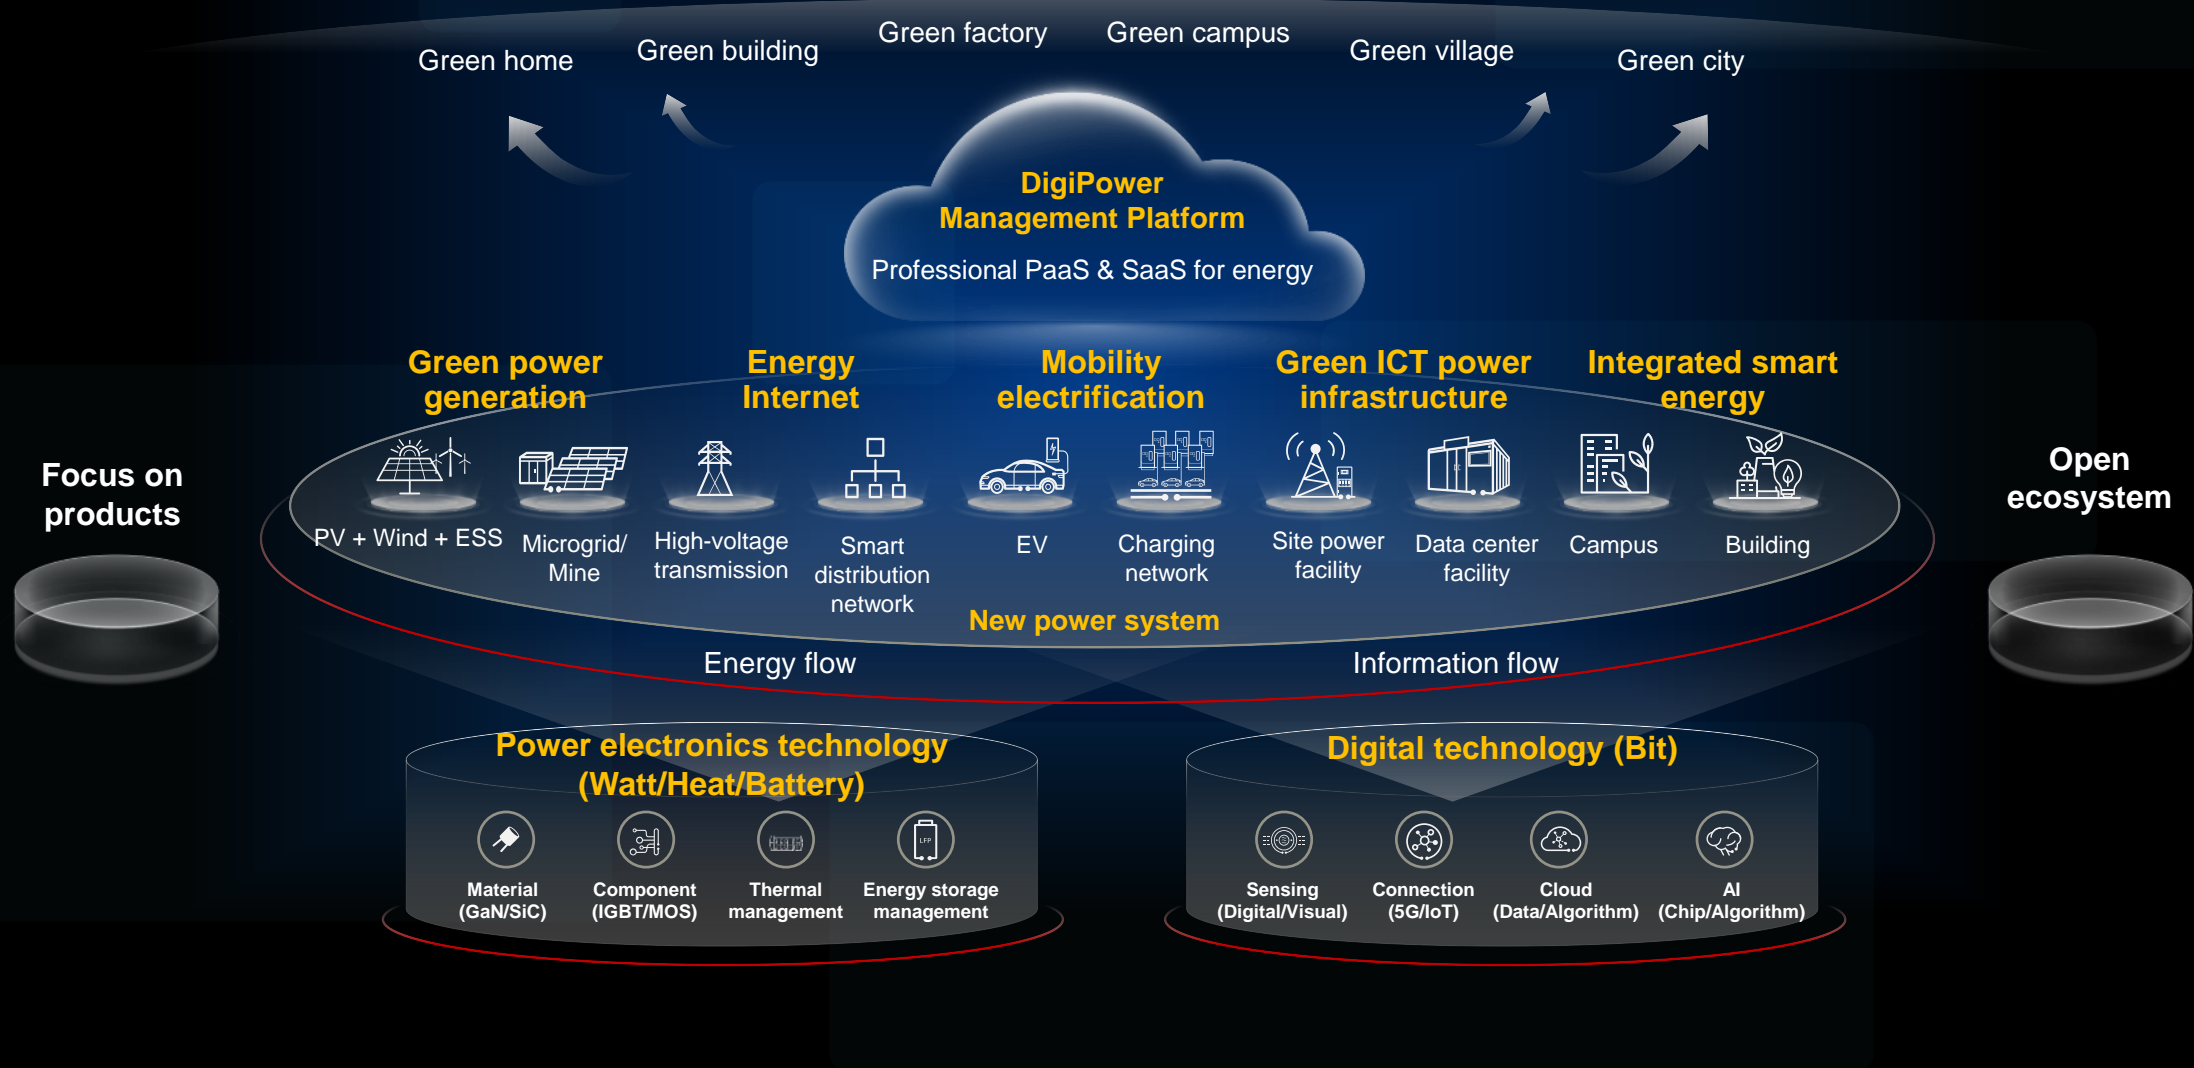 Green home
Green building
Green factory
Green campus
Green village
Green city
DigiPower
Management Platform
Professional PaaS & SaaS for energy
Green power
generation
Energy
Internet
Mobility
electrification
Green ICT power
infrastructure
Integrated smart
energy
Focus on
products
Open
ecosystem
PV + Wind + ESS
Microgrid/
Mine
High-voltage
transmission
Smart
distribution
network
EV
Charging
network
Site power
facility
Data center
facility
Campus
Building
New power system
Energy flow
Information flow
Power electronics technology
(Watt/Heat/Battery)
LFP
Material
(GaN/SiC)
Component
(IGBT/MOS)
Thermal
management
Energy storage
management
Digital technology (Bit)
Sensing
(Digital/Visual)
Connection
(5G/IoT)
Cloud
(Data/Algorithm)
AI
(Chip/Algorithm)